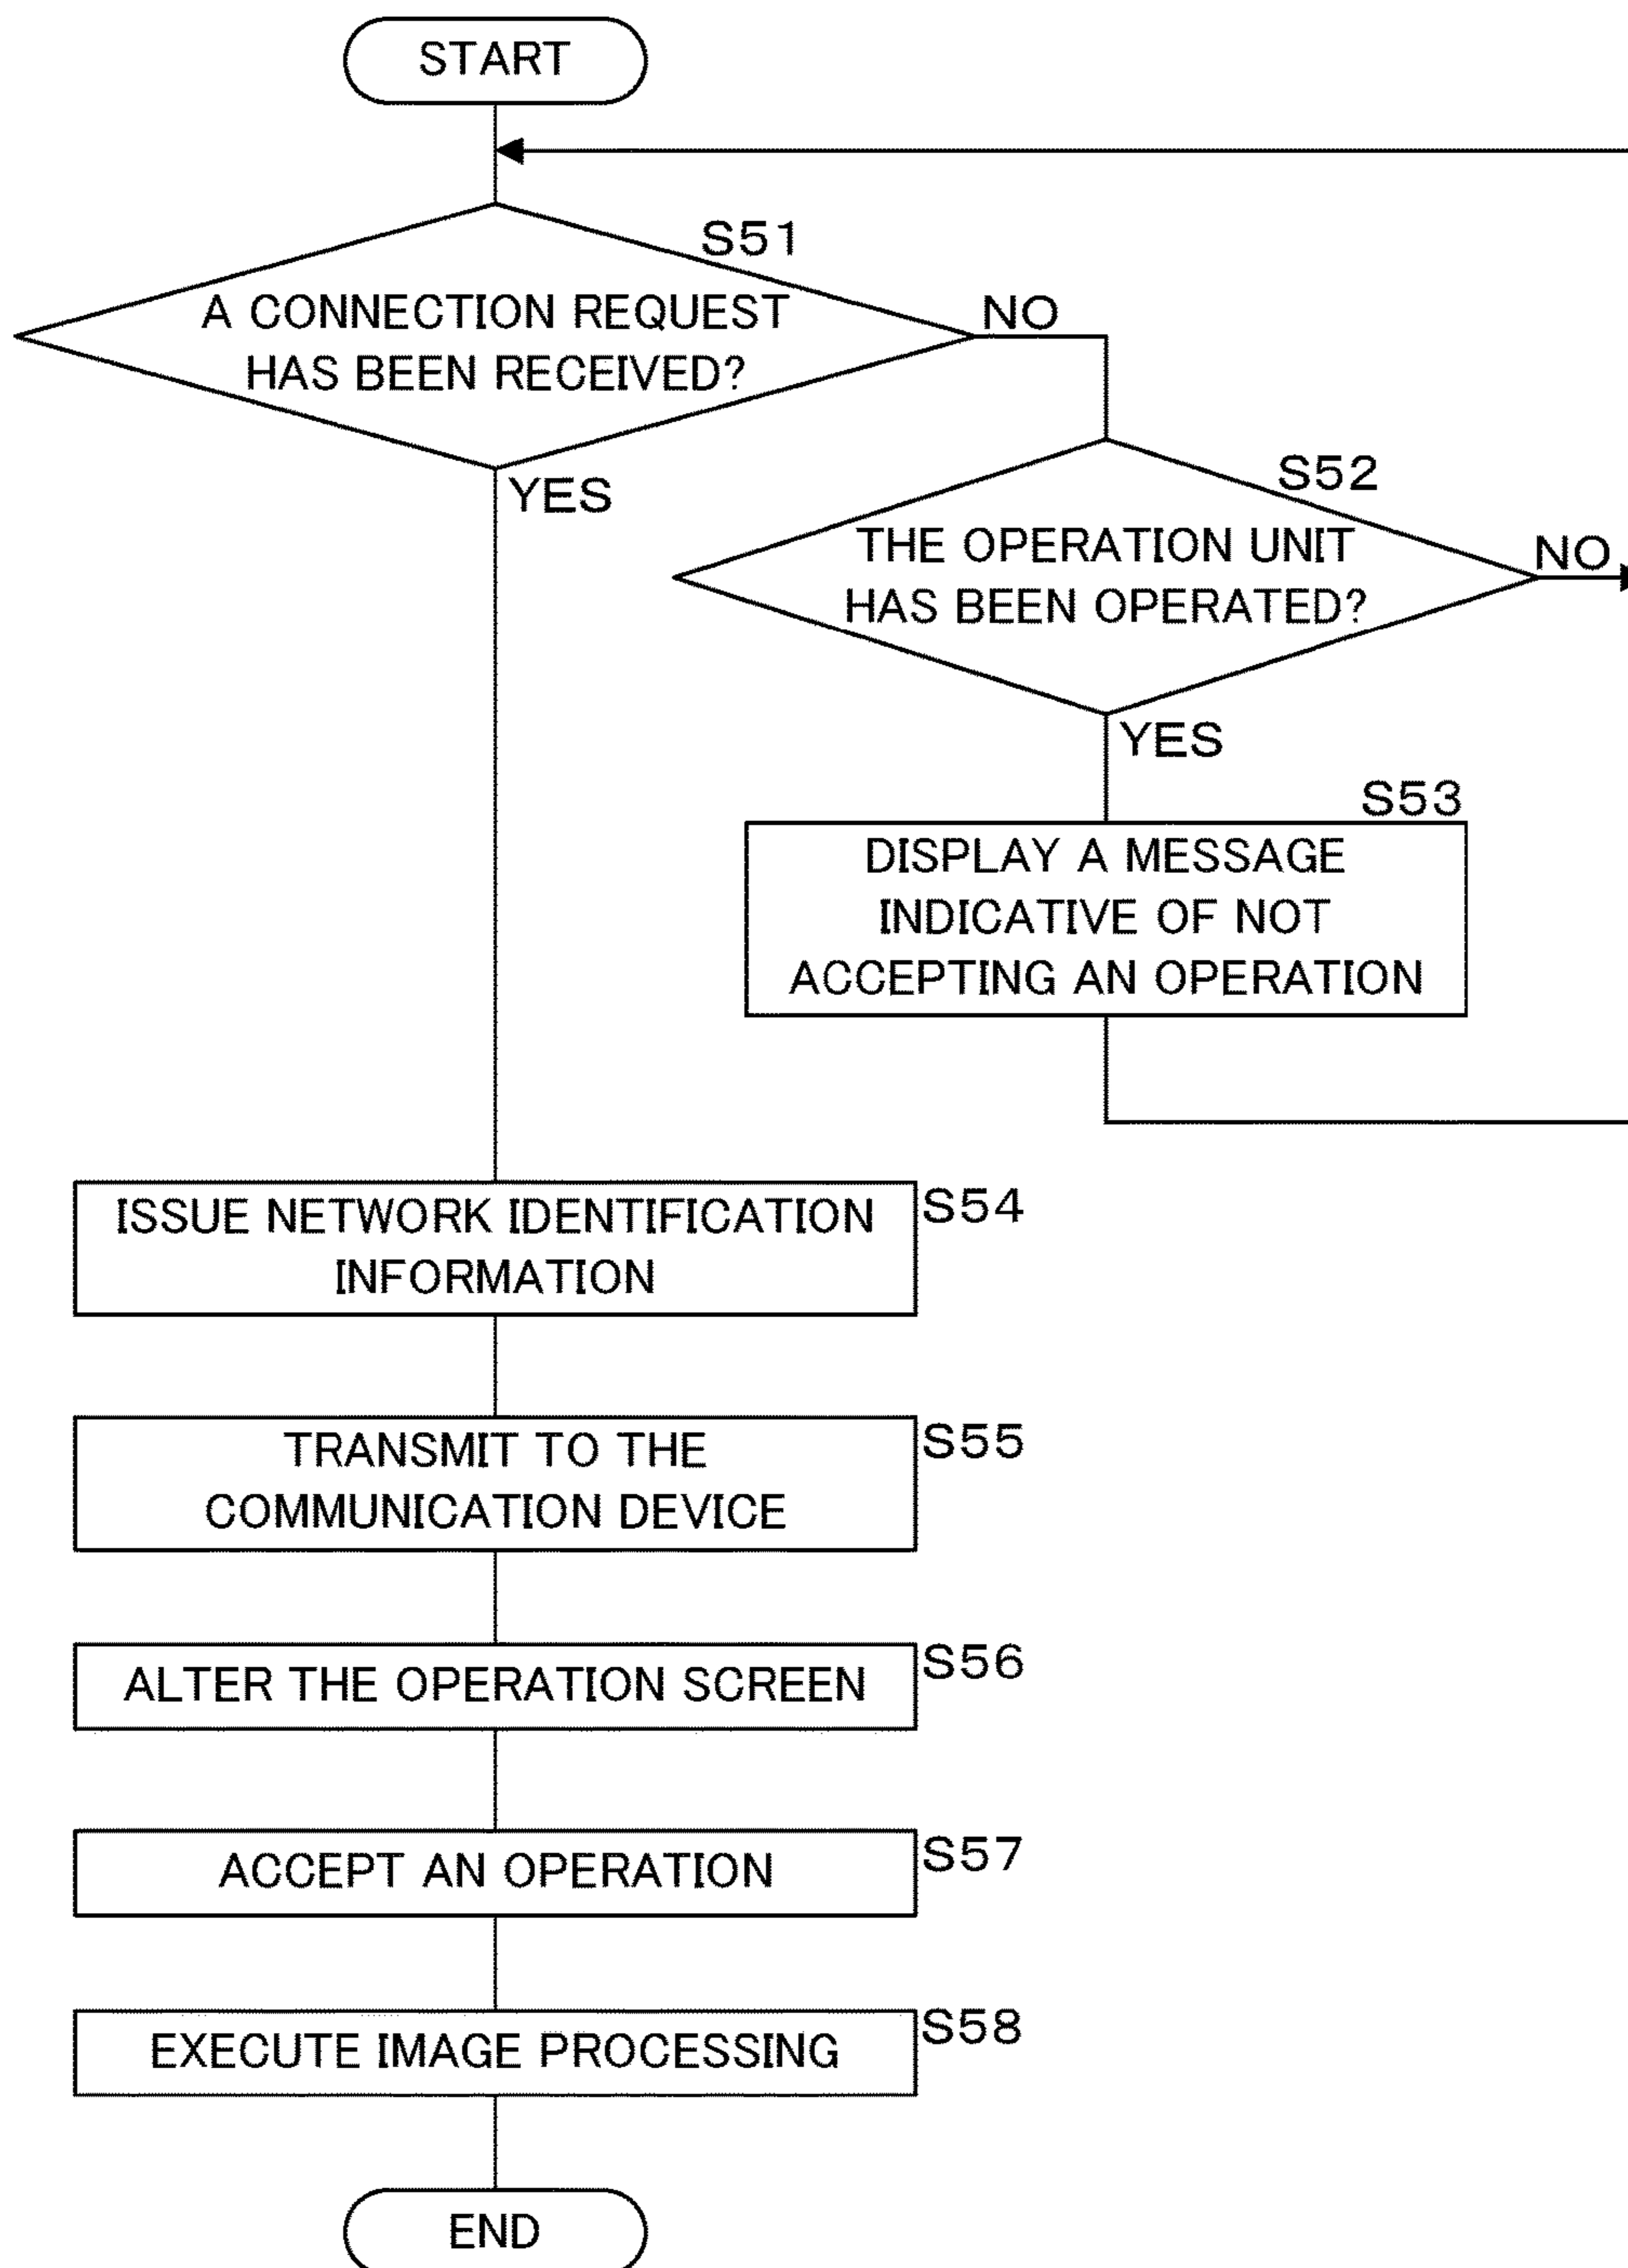 START
S51
A CONNECTION REQUEST
HAS BEEN RECEIVED?
NO
YES
S52
THE OPERATION UNIT
HAS BEEN OPERATED?
NO
YES
S53
DISPLAY A MESSAGE
INDICATIVE OF NOT
ACCEPTING AN OPERATION
ISSUE NETWORK IDENTIFICATION
INFORMATION
S54
TRANSMIT TO THE
COMMUNICATION DEVICE
S55
ALTER THE OPERATION SCREEN
S56
ACCEPT AN OPERATION
S57
EXECUTE IMAGE PROCESSING
S58
END